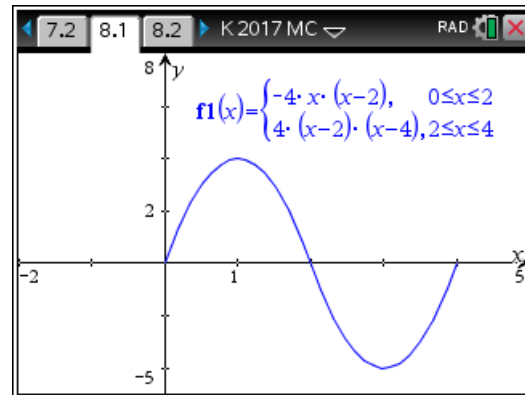 7.2 8.1 8.2 K 2017 MC RAD
8 y
f1(x)={-4·x·(x-2), 0≤x≤2
{4·(x-2)·(x-4),2≤x≤4
2
x
-2 1 5
-5